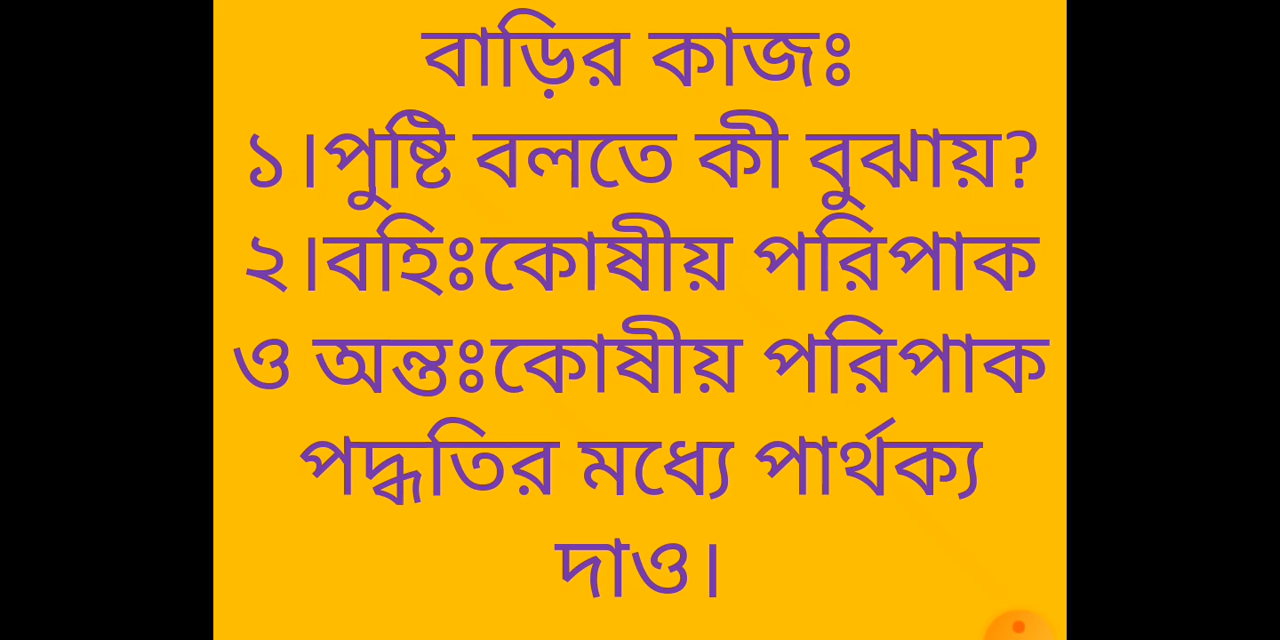 বাড়ির কাজঃ
১।পুষ্টি বলতে কী বুঝায়?
২।বহিঃকোষীয় পরিপাক
ও অন্তঃকোষীয় পরিপাক
পদ্ধতির মধ্যে পার্থক্য
দাও।